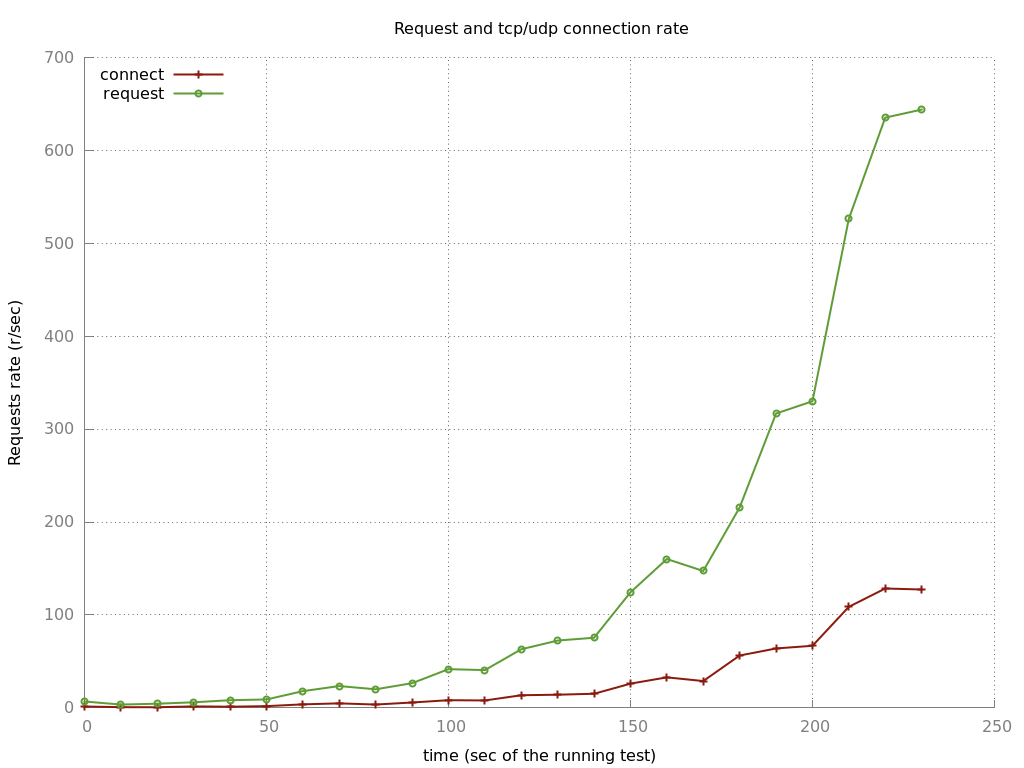 Request and tcp/udp connection rate
700
connect
request
600
500
400
300
200
100
0
Requests rate (r/sec)
0 50 100 150 200 250
time (sec of the running test)